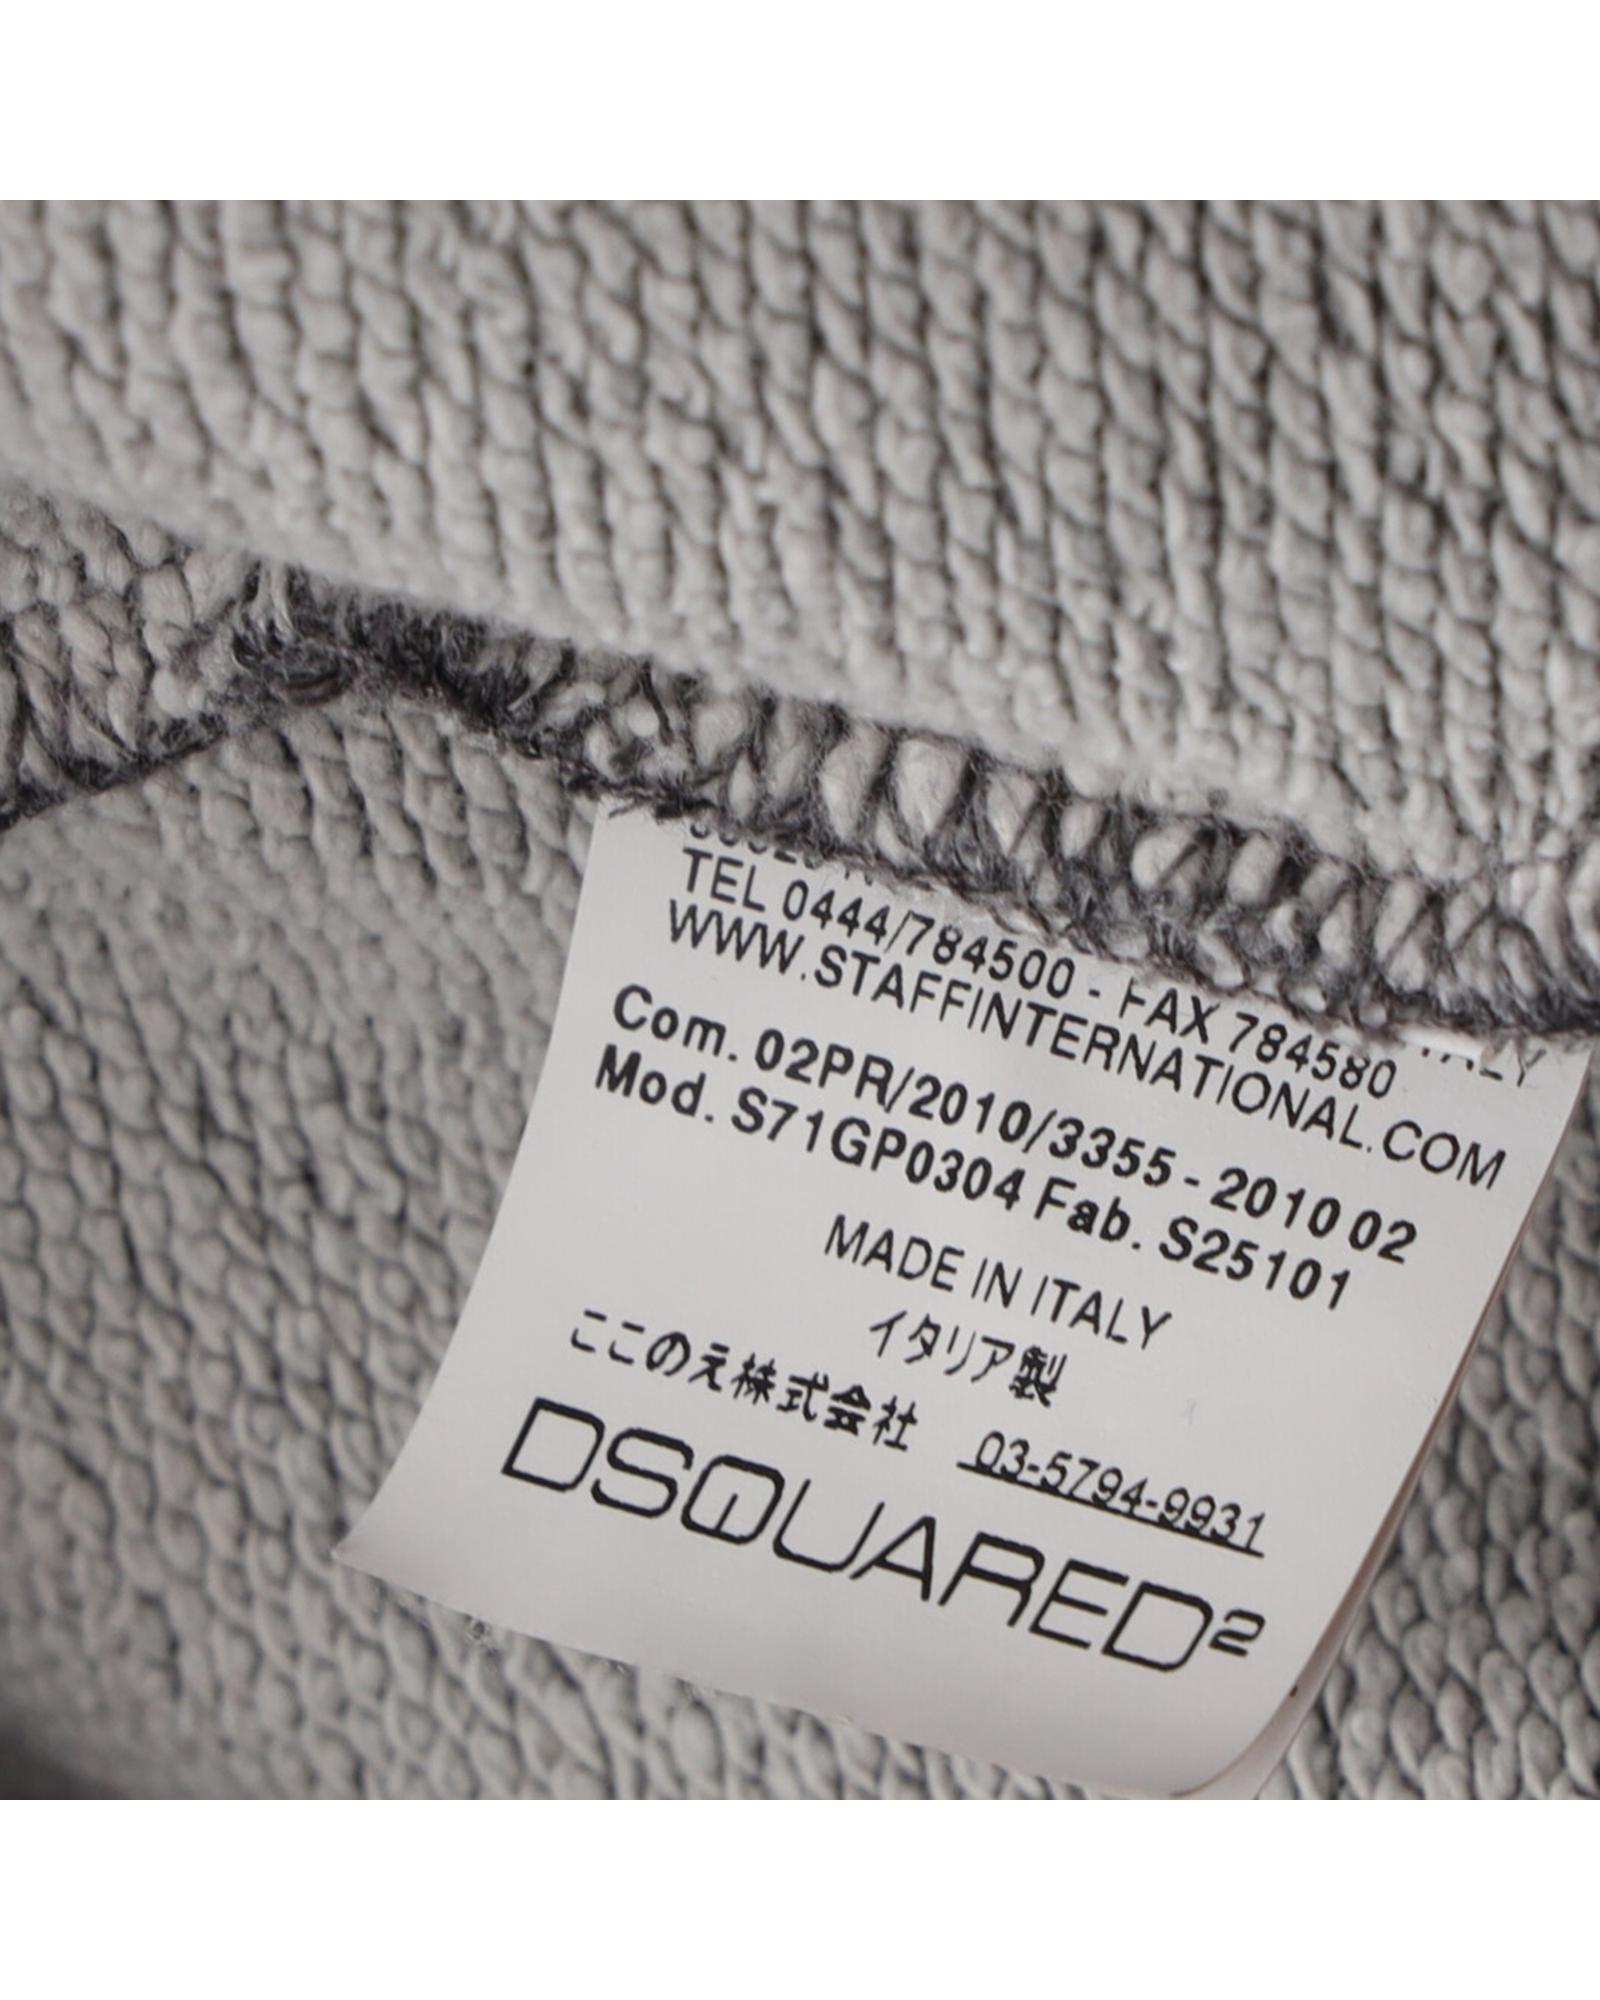 TEL 0444/784500 - FAX 784580
WWW.STAFFINTERNATIONAL.COM
Com. 02PR/2010/3355 - 2010 02
Mod. S71GP0304 Fab. S25101
MADE IN ITALY
イタリア製
ここのえ株式会社 03-5794-9931
DSQUARED2